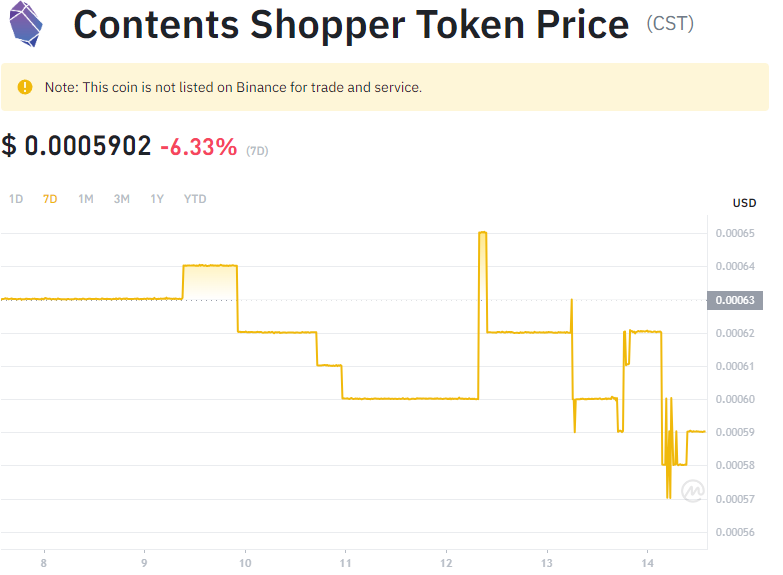 Contents Shopper Token Price (CST)
Note: This coin is not listed on Binance for trade and service.
$ 0.0005902 -6.33% (7D)
1D 7D 1M 3M 1Y YTD
USD
0.00065
0.00064
0.00063
0.00062
0.00061
0.00060
0.00059
0.00058
0.00057
0.00056
8 9 10 11 12 13 14